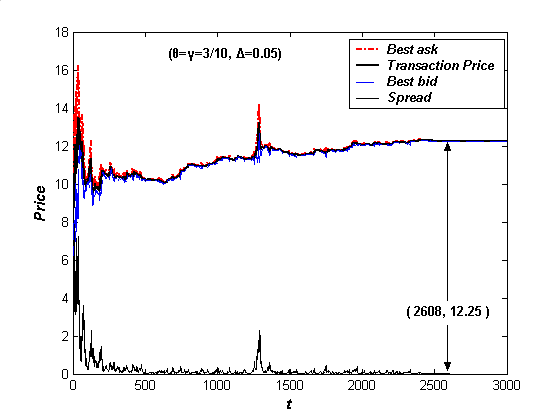 (θ=γ=3/10, Δ=0.05)
Best ask
Transaction Price
Best bid
Spread
18
16
14
12
10
8
6
4
2
0
Price
( 2608, 12.25 )
0 500 1000 1500 2000 2500 3000
t